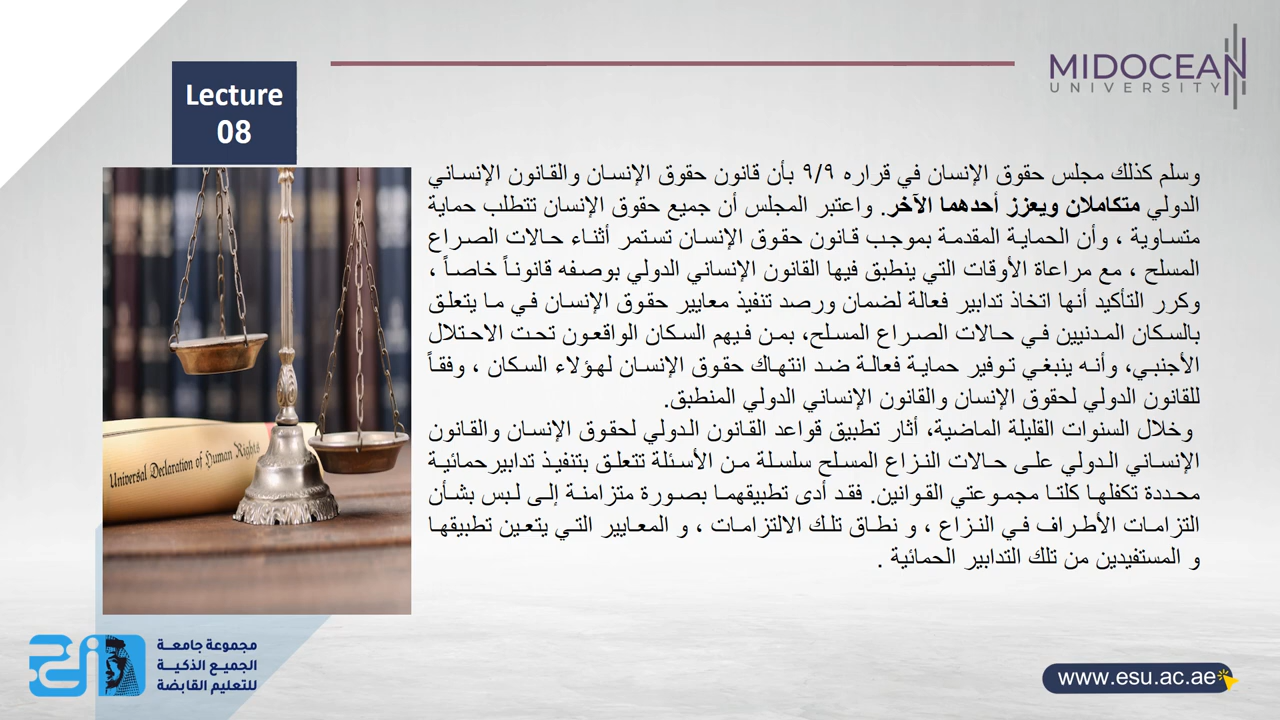 MIDOCEAN
UNIVERSITY
Lecture
08
وسلم كذلك مجلس حقوق الإنسان في قراره ٩/٩ بأن قانون حقوق الإنسان والقانون الإنساني
الدولي متكاملان ويعزز أحدهما الآخر. واعتبر المجلس أن جميع حقوق الإنسان تتطلب حماية
متساوية ، وأن الحماية المقدمة بموجب قانون حقوق الإنسان تستمر أثناء حالات الصراع
المسلح ، مع مراعاة الأوقات التي ينطبق فيها القانون الإنساني الدولي بوصفه قانوناً خاصاً ،
وكرر التأكيد أنها اتخاذ تدابير فعالة لضمان ورصد تنفيذ معايير حقوق الإنسان في ما يتعلق
بالسكان المدنيين في حالات الصراع المسلح، بمن فيهم السكان الواقعون تحت الاحتلال
الأجنبي، وأنه ينبغي توفير حماية فعالة ضد انتهاك حقوق الإنسان لهؤلاء السكان ، وفقاً
للقانون الدولي لحقوق الإنسان والقانون الإنساني الدولي المنطبق.
وخلال السنوات القليلة الماضية، أثار تطبيق قواعد القانون الدولي لحقوق الإنسان والقانون
الإنساني الدولي على حالات النزاع المسلح سلسلة من الأسئلة تتعلق بتنفيذ تدابيرحمائية
محددة تكفلها كلتا مجموعتي القوانين. فقد أدى تطبيقهما بصورة متزامنة إلى لبس بشأن
التزامات الأطراف في النزاع ، و نطاق تلك الالتزامات ، و المعايير التي يتعين تطبيقها
و المستفيدين من تلك التدابير الحمائية .
Universal Declaration of Human Rights
مجموعة جامعة
الجميع الذكية
للتعليم القابضة
www.esu.ac.ae